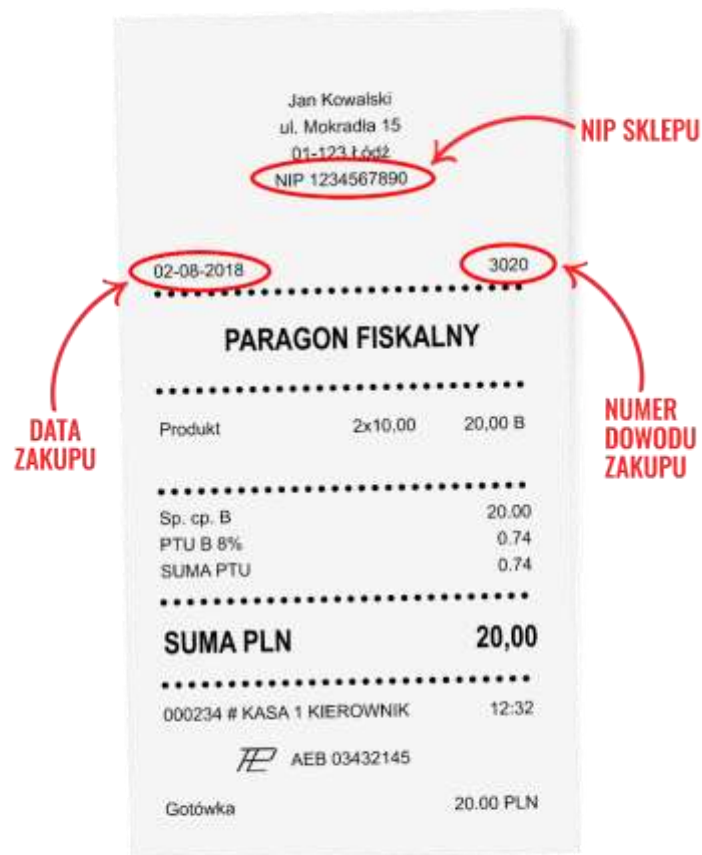 Jan Kowalski
ul. Mokradła 15
01-123 Łódź
NIP 1234567890
NIP SKLEPU
02-08-2018 3020
PARAGON FISKALNY
DATA
ZAKUPU
NUMER
DOWODU
ZAKUPU
Produkt 2x10,00 20,00 B
Sp. cp. B 20.00
PTU B 8% 0.74
SUMA PTU 0.74
SUMA PLN 20,00
000234 # KASA 1 KIEROWNIK 12:32
AEB 03432145
Gotówka 20.00 PLN